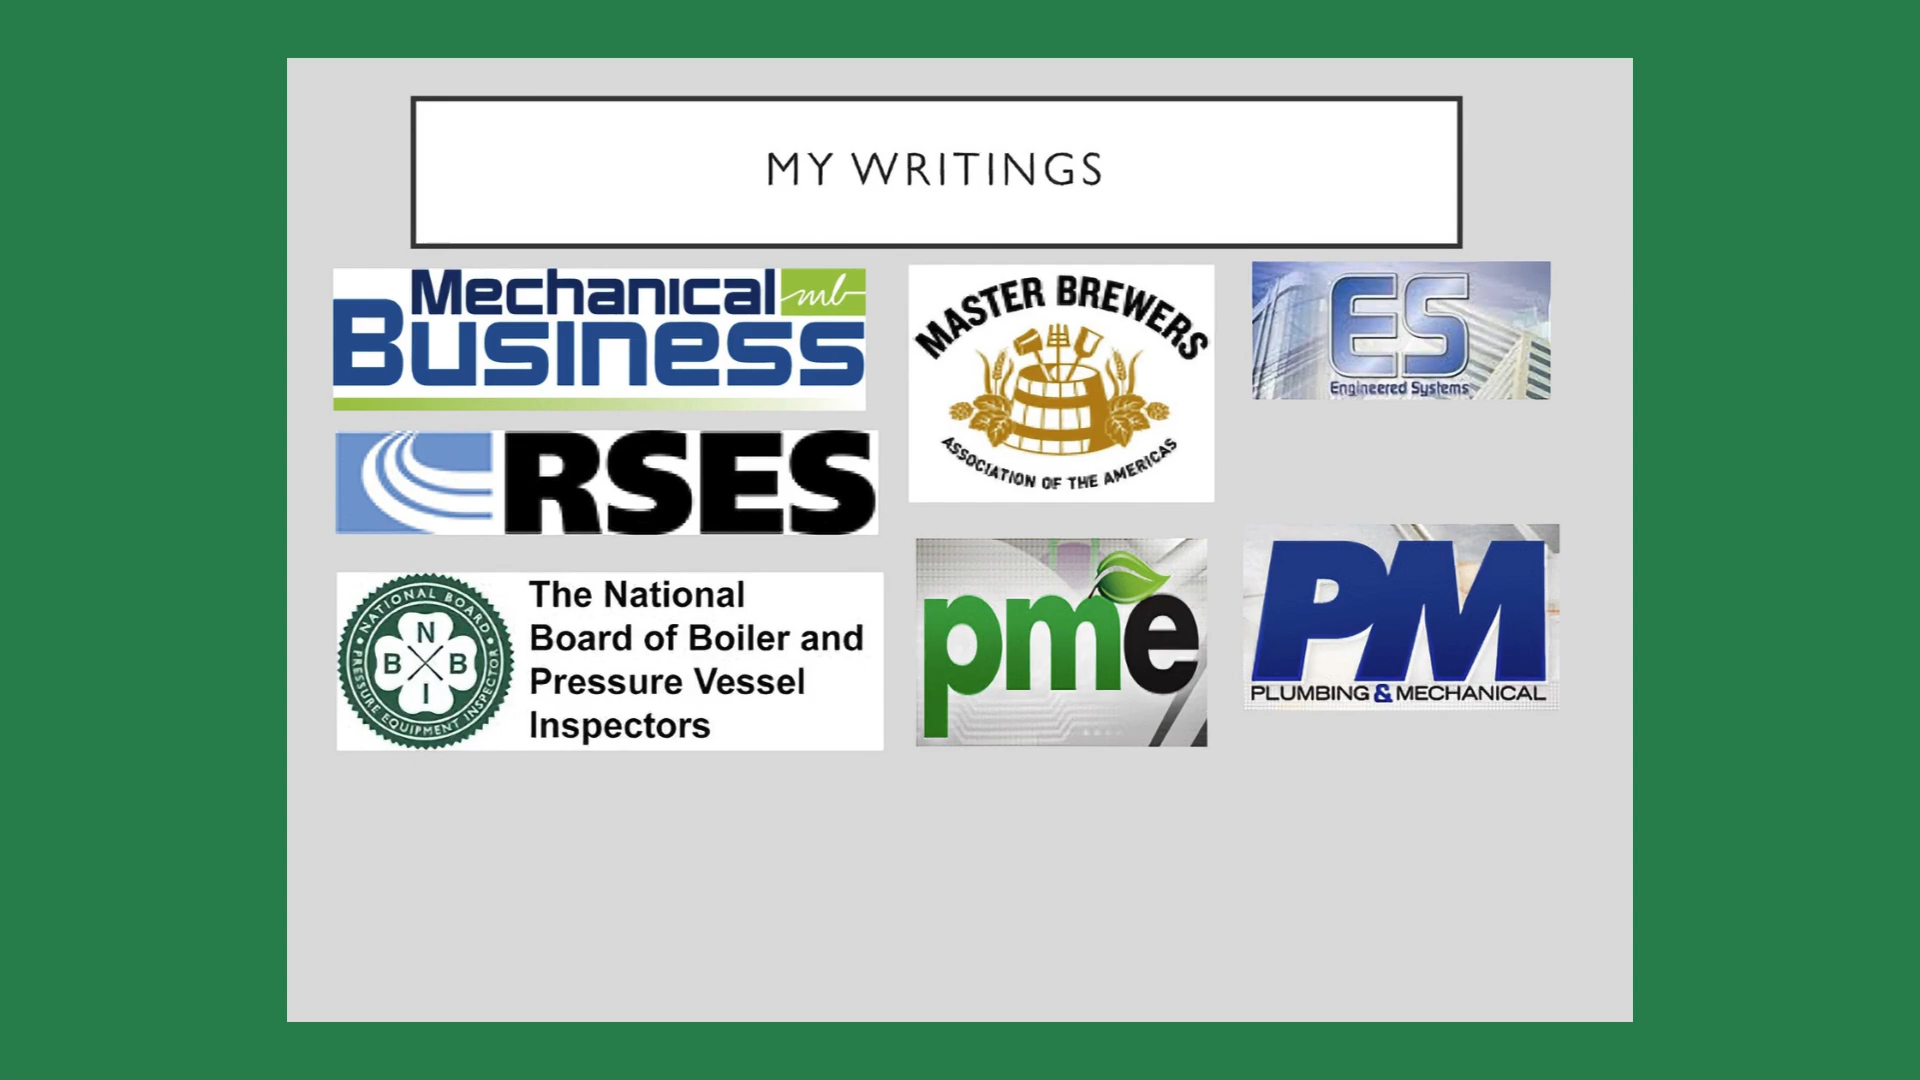 MY WRITINGS
Mechanical mb
Business
MASTER BREWERS
ASSOCIATION OF THE AMERICAS
ES
Engineered Systems
RSES
NATIONAL BOARD
N
B B
I
PRESSURE EQUIPMENT INSPECTOR
The National
Board of Boiler and
Pressure Vessel
Inspectors
pme
PM
PLUMBING & MECHANICAL